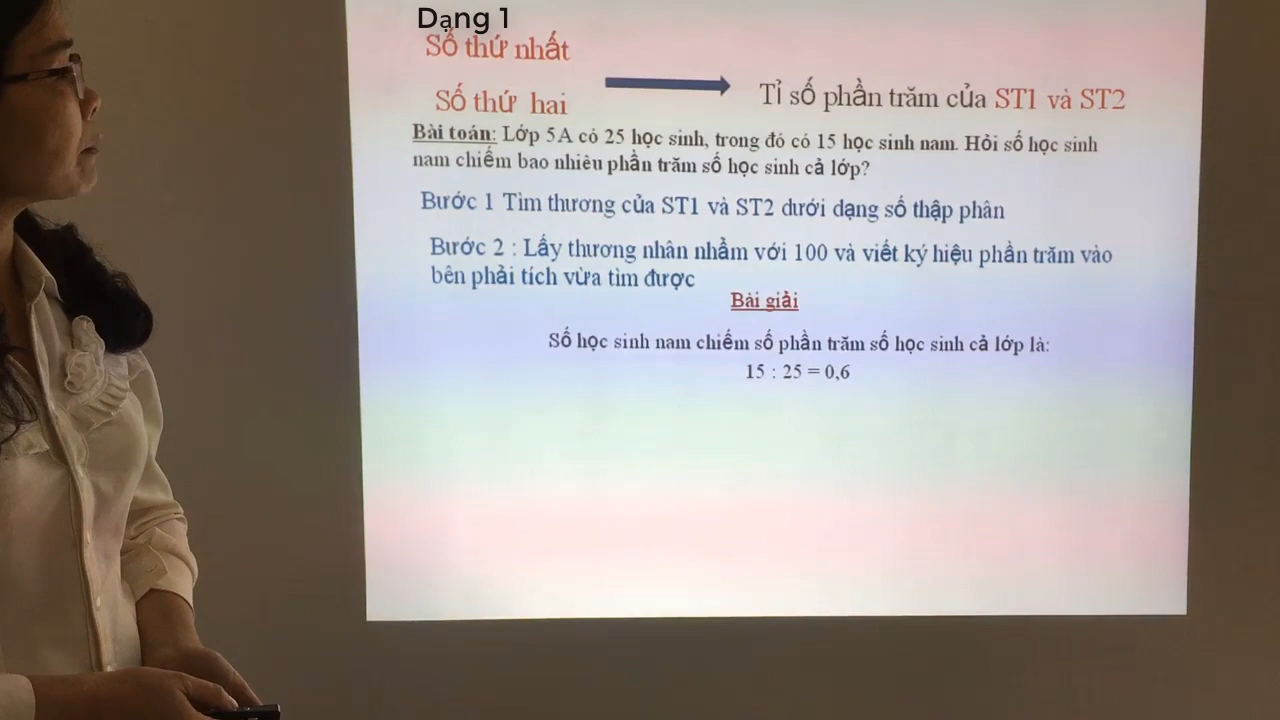 Dạng 1
Số thứ nhất
Số thứ hai
Tỉ số phần trăm của ST1 và ST2
Bài toán: Lớp 5A có 25 học sinh, trong đó có 15 học sinh nam. Hỏi số học sinh
nam chiếm bao nhiêu phần trăm số học sinh cả lớp?
Bước 1 Tìm thương của ST1 và ST2 dưới dạng số thập phân
Bước 2 : Lấy thương nhân nhẩm với 100 và viết ký hiệu phần trăm vào
bên phải tích vừa tìm được
Bài giải
Số học sinh nam chiếm số phần trăm số học sinh cả lớp là:
15 : 25 = 0,6